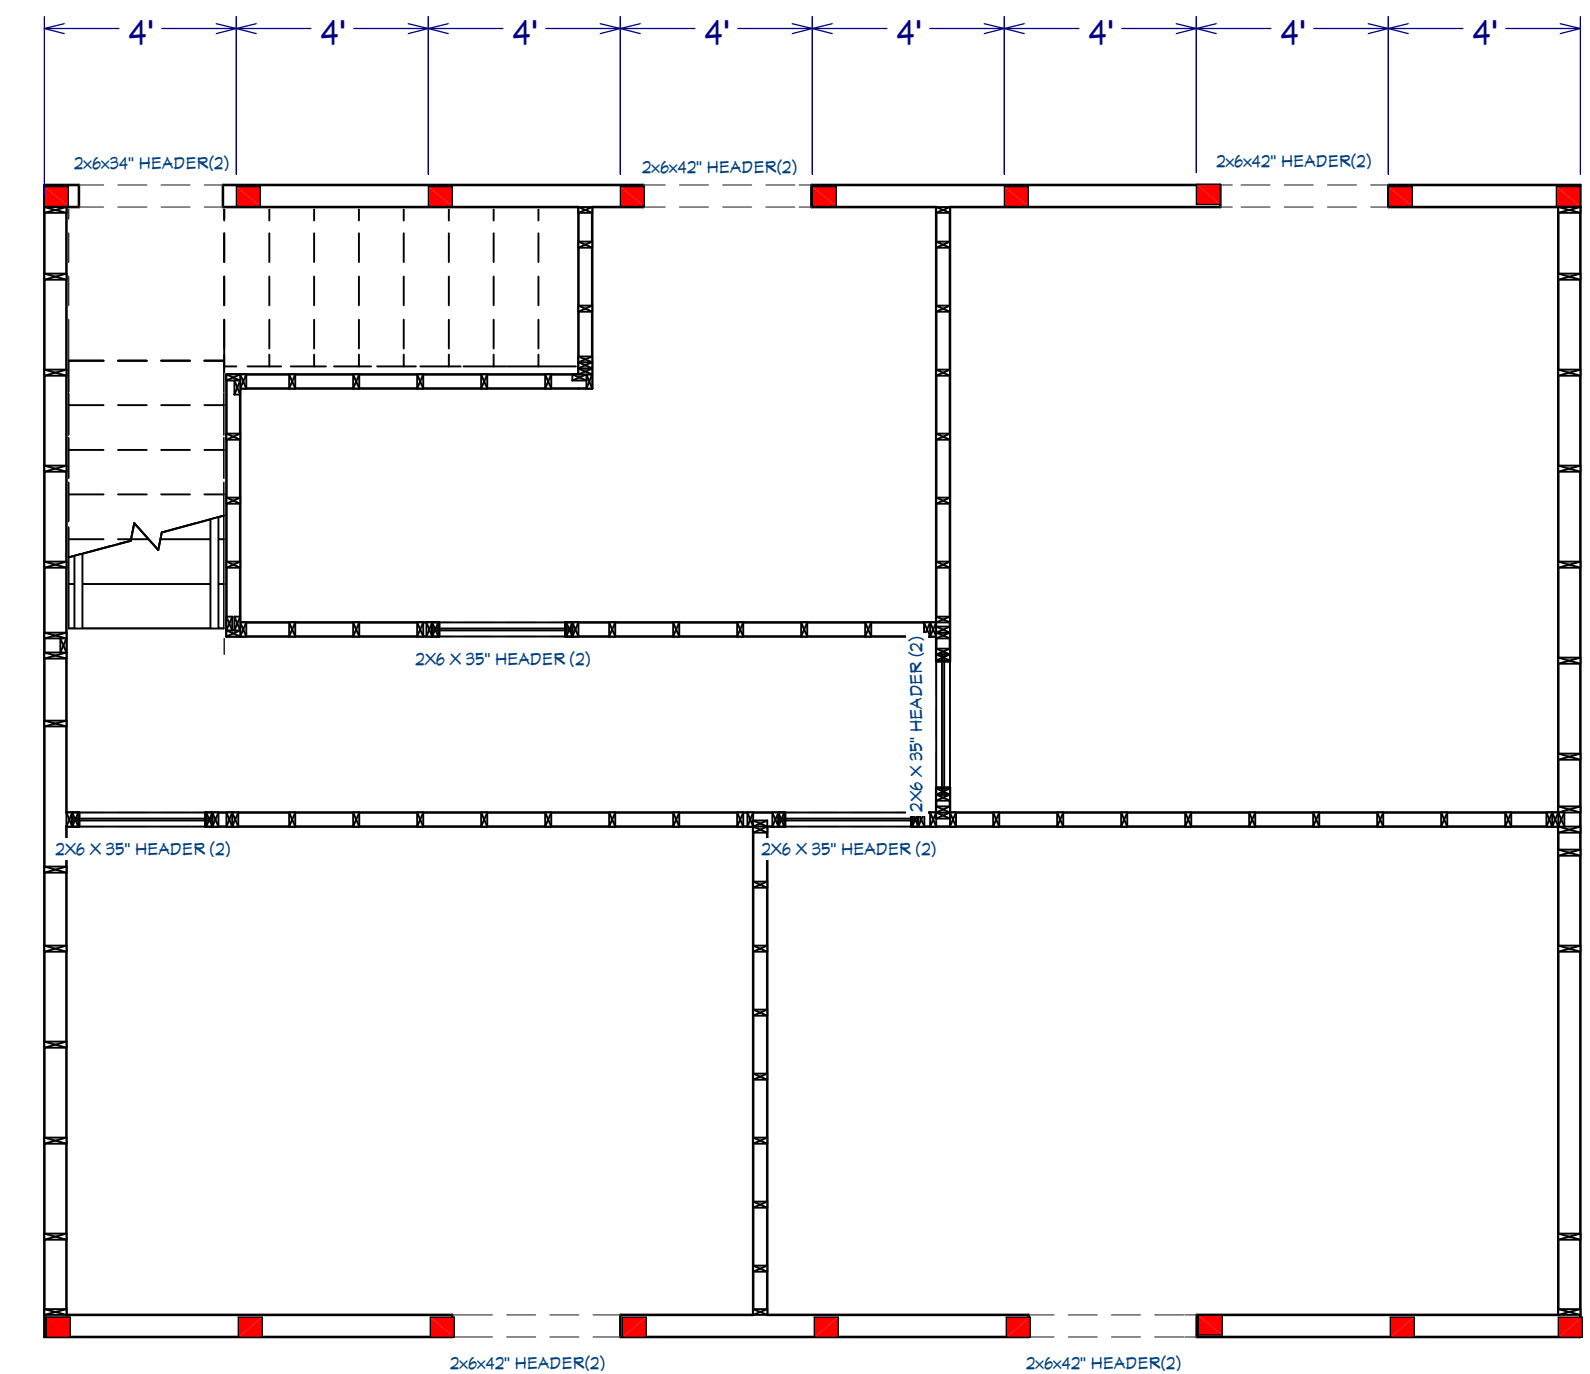 4' 4' 4' 4' 4' 4' 4' 4'
2x6x34" HEADER(2)
2x6x42" HEADER(2)
2x6x42" HEADER(2)
2X6 X 35" HEADER (2)
2X6 X 35" HEADER (2)
2X6 X 35" HEADER (2)
2X6 X 35" HEADER (2)
2x6x42" HEADER(2)
2x6x42" HEADER(2)